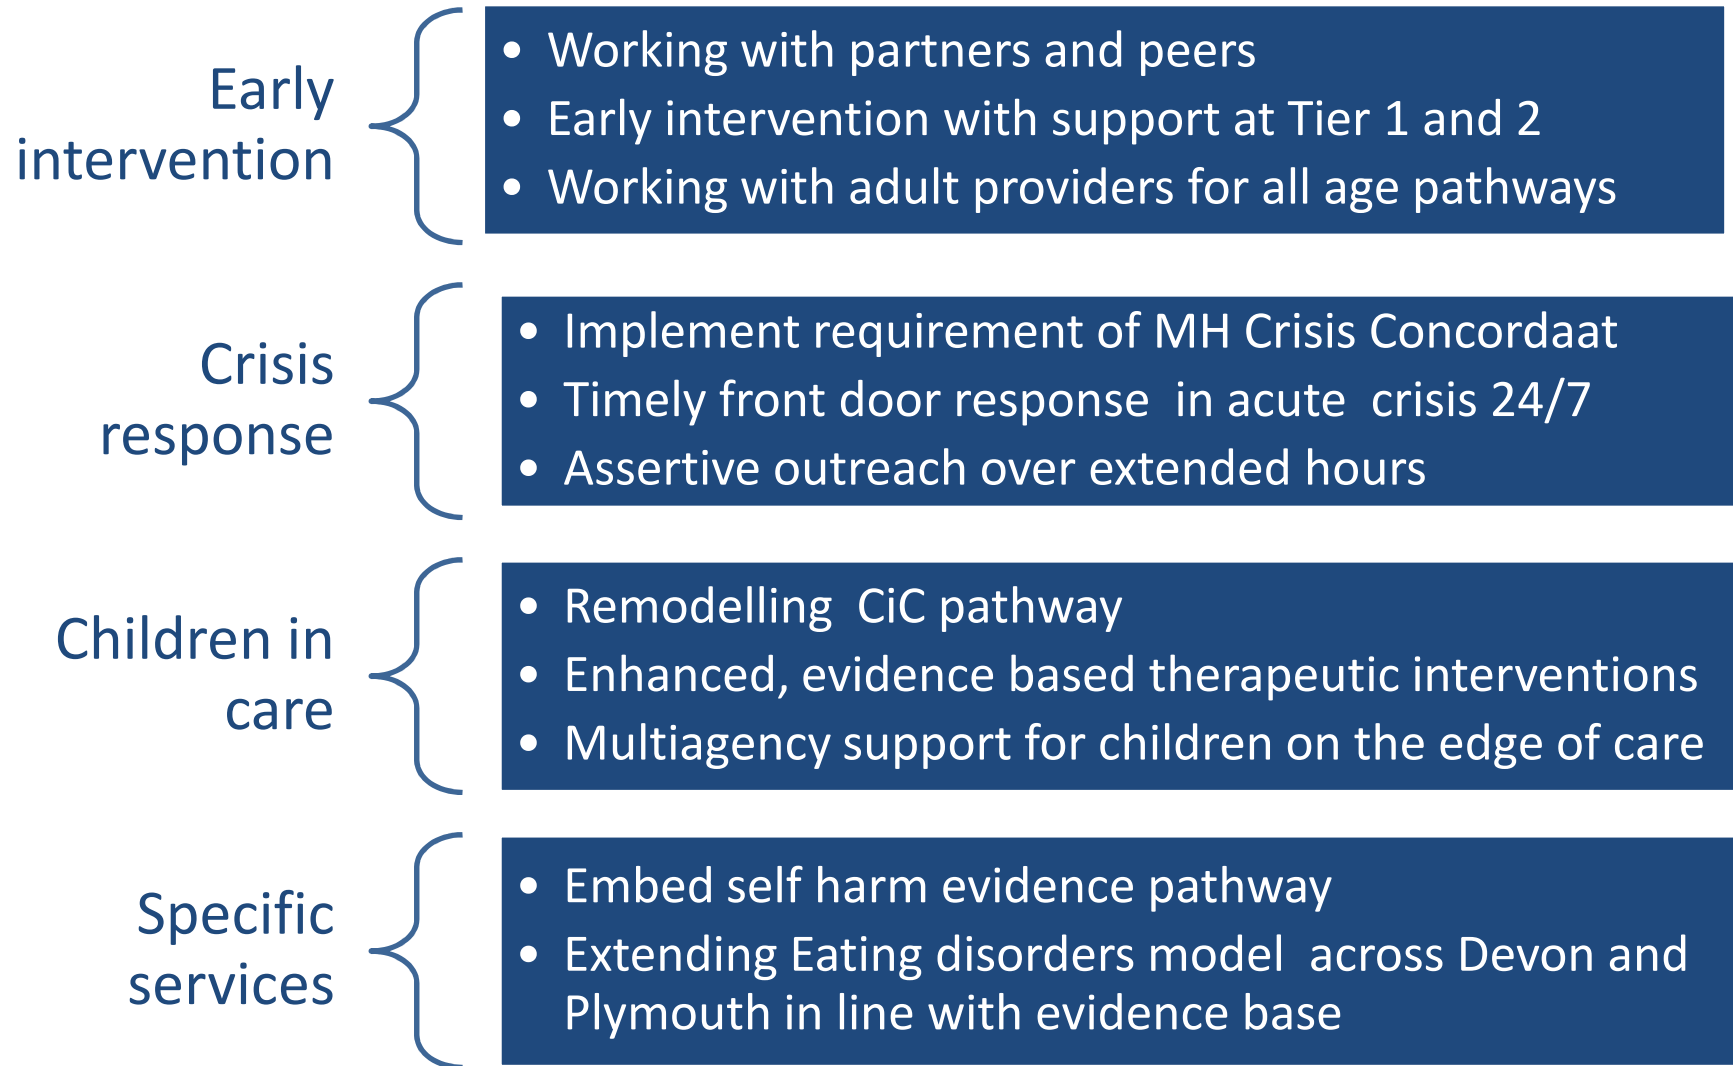 Early
intervention
• Working with partners and peers
• Early intervention with support at Tier 1 and 2
• Working with adult providers for all age pathways
Crisis
response
• Implement requirement of MH Crisis Concordaat
• Timely front door response in acute crisis 24/7
• Assertive outreach over extended hours
Children in
care
• Remodelling CiC pathway
• Enhanced, evidence based therapeutic interventions
• Multiagency support for children on the edge of care
Specific
services
• Embed self harm evidence pathway
• Extending Eating disorders model across Devon and
Plymouth in line with evidence base